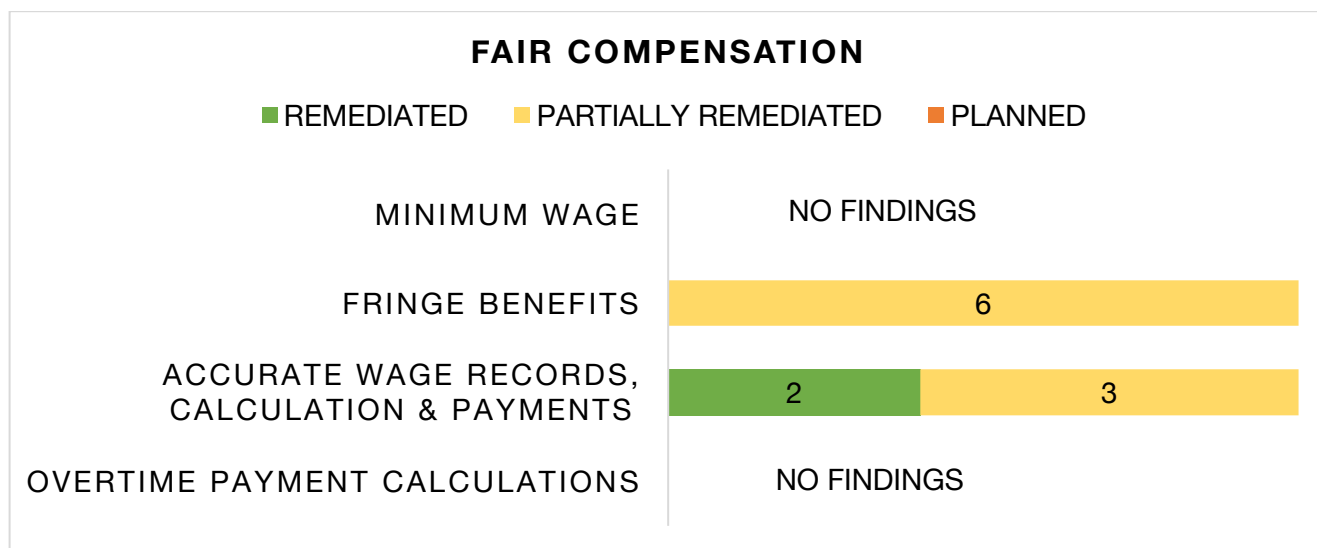 FAIR COMPENSATION
REMEDIATED PARTIALLY REMEDIATED PLANNED
MINIMUM WAGE NO FINDINGS
FRINGE BENEFITS 6
ACCURATE WAGE RECORDS,
CALCULATION & PAYMENTS 2 3
OVERTIME PAYMENT CALCULATIONS NO FINDINGS